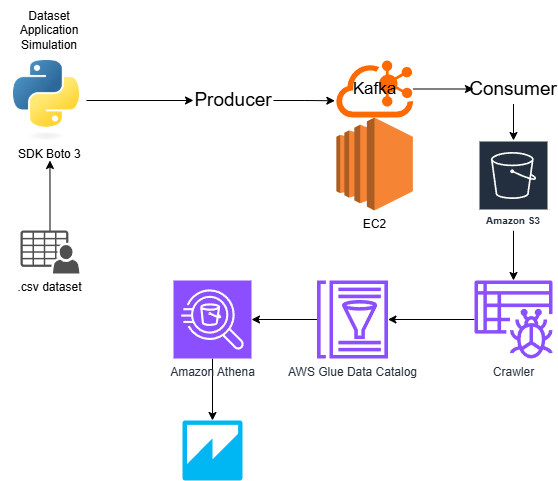 Dataset
Application
Simulation
SDK Boto 3
.csv dataset
Producer
Kafka
EC2
Consumer
Amazon S3
Crawler
AWS Glue Data Catalog
Amazon Athena